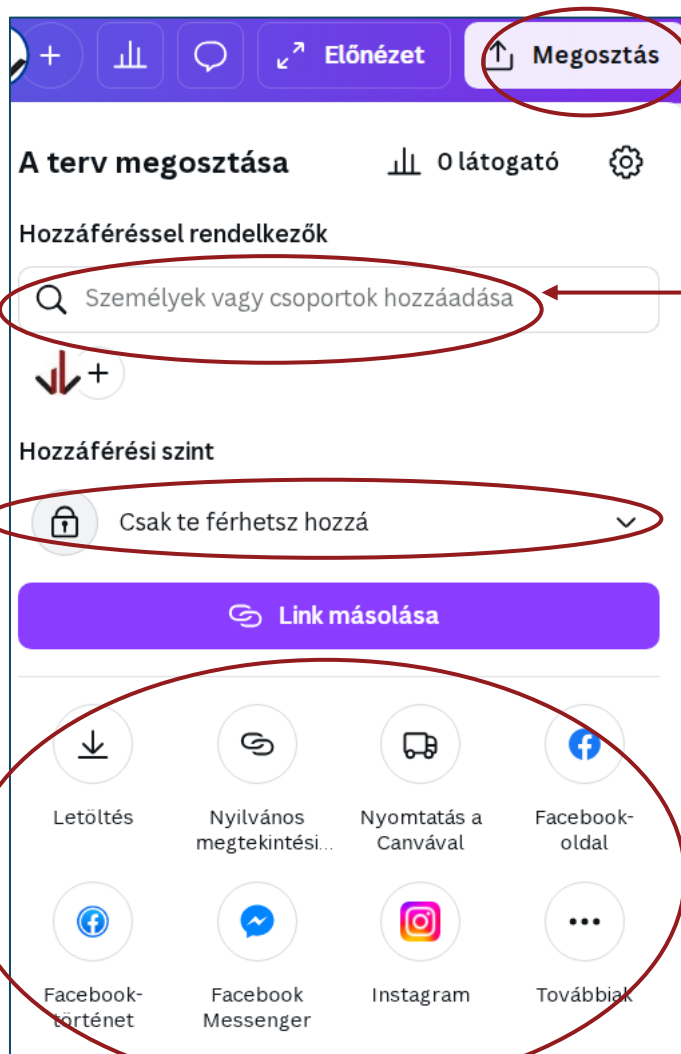 Előnézet
Megosztás
A terv megosztása
0 látogató
Hozzáféréssel rendelkezők
Személyek vagy csoportok hozzáadása
Hozzáférési szint
Csak te férhetsz hozzá
Link másolása
Letöltés
Nyilvános
megtekintési...
Nyomtatás a
Canvával
Facebook-
oldal
Facebook-
történet
Facebook
Messenger
Instagram
Továbbiak